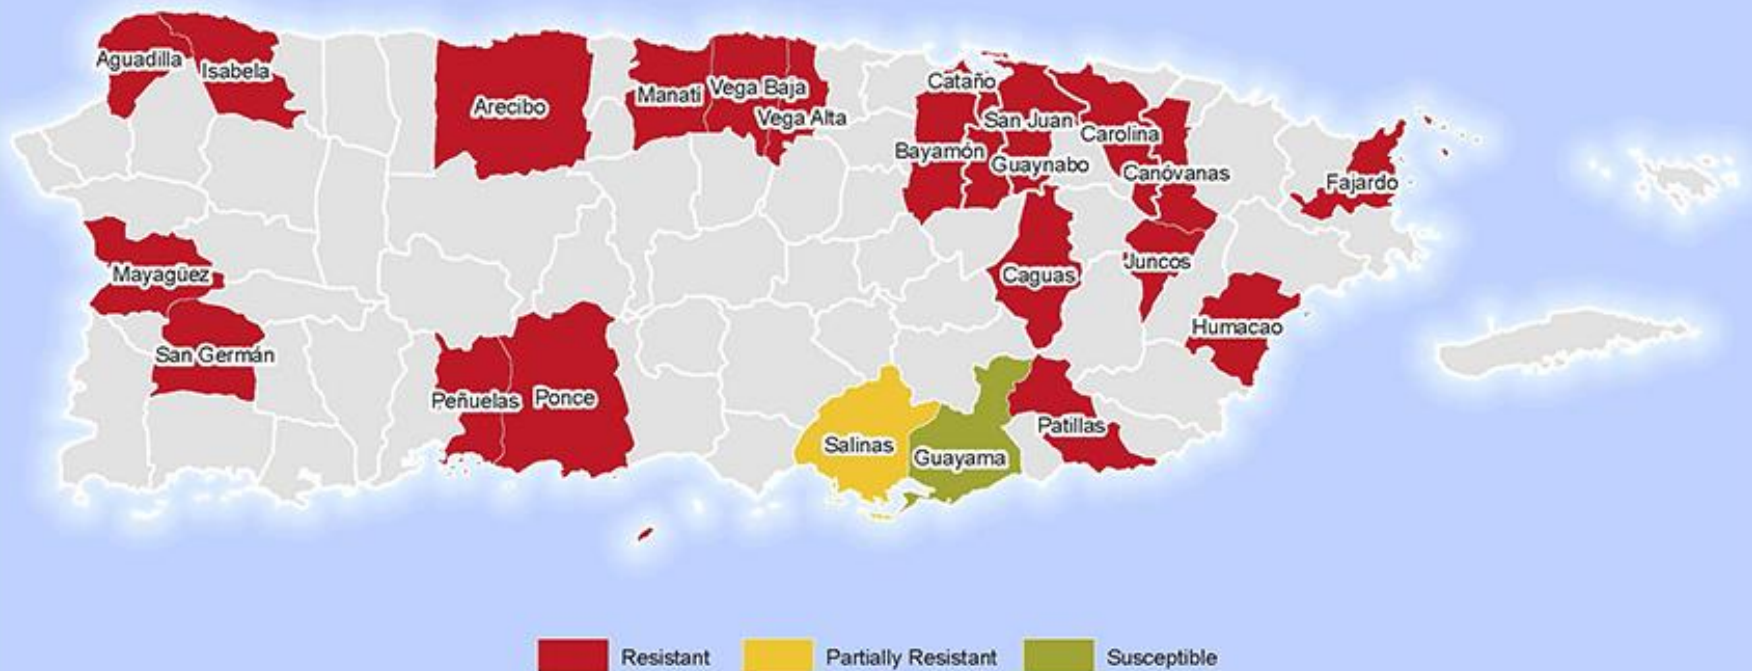 Aguadilla
Isabela
Arecibo
Manatí
Vega Baja
Vega Alta
Cataño
San Juan
Carolina
Bayamón
Guaynabo
Canóvanas
Fajardo
Mayagüez
Caguas
Juncos
Humacao
San Germán
Peñuelas
Ponce
Salinas
Guayama
Patillas
Resistant
Partially Resistant
Susceptible